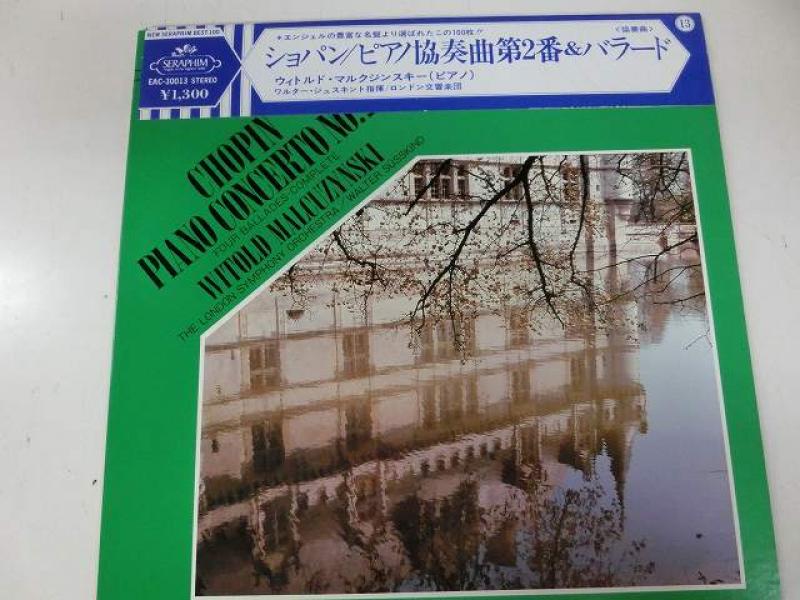 NEW SERAPHIM BEST 100
SERAPHIM
EAC-30013 STEREO
¥1,300
＊エンジェルの豊富な名盤より選ばれたこの100枚!!
〈協奏曲〉
13
ショパン/ピアノ協奏曲第2番&バラード
ウィトルド・マルクジンスキー(ピアノ)
ワルター・ジュスキント指揮/ロンドン交響楽団
CHOPIN
PIANO CONCERTO NO.
FOUR BALLADES-COMPLETE
WITOLD MALCUZYNSKI
THE LONDON SYMPHONY ORCHESTRA / WALTER SUSSKIND